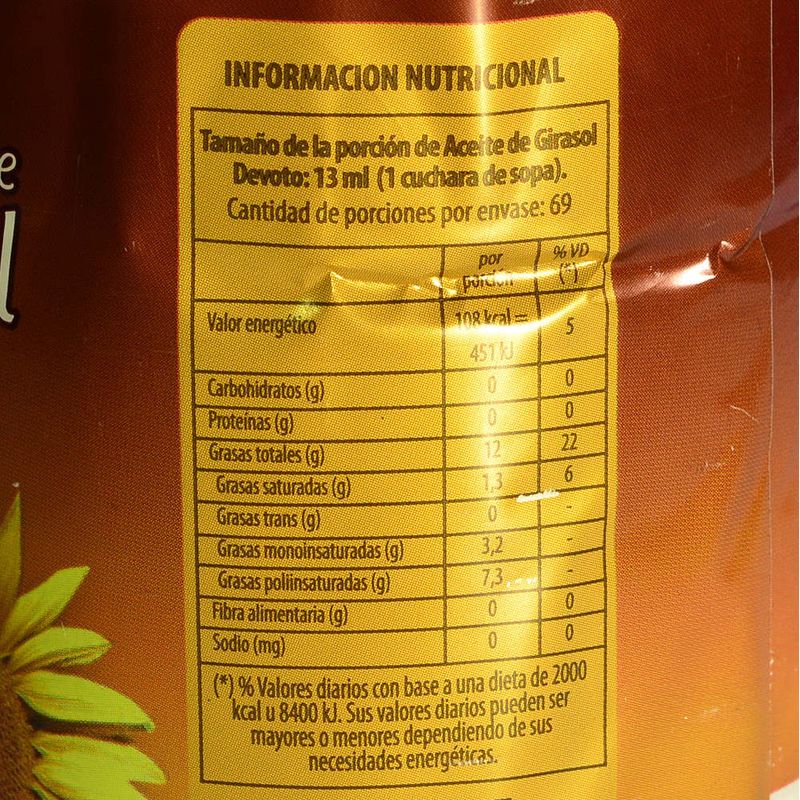 e
l
INFORMACION NUTRICIONAL
Tamaño de la porción de Aceite de Girasol
Devoto: 13 ml (1 cuchara de sopa).
Cantidad de porciones por envase: 69
por porción % VD (*)
Valor energético 108 kcal = 451 kJ 5
Carbohidratos (g) 0 0
Proteínas (g) 0 0
Grasas totales (g) 12 22
Grasas saturadas (g) 1,3 6
Grasas trans (g) 0 -
Grasas monoinsaturadas (g) 3,2 -
Grasas poliinsaturadas (g) 7,3 -
Fibra alimentaria (g) 0 0
Sodio (mg) 0 0
(*) % Valores diarios con base a una dieta de 2000
kcal u 8400 kJ. Sus valores diarios pueden ser
mayores o menores dependiendo de sus
necesidades energéticas.